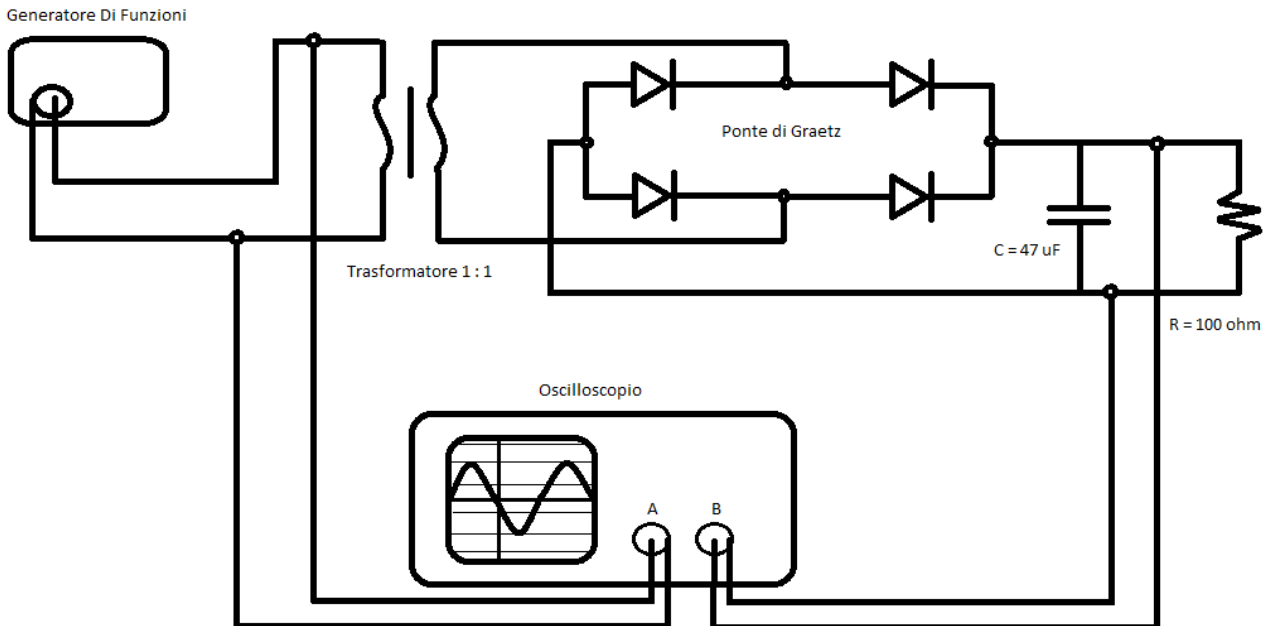 Generatore Di Funzioni
Ponte di Graetz
C = 47 uF
Trasformatore 1 : 1
R = 100 ohm
Oscilloscopio
A
B